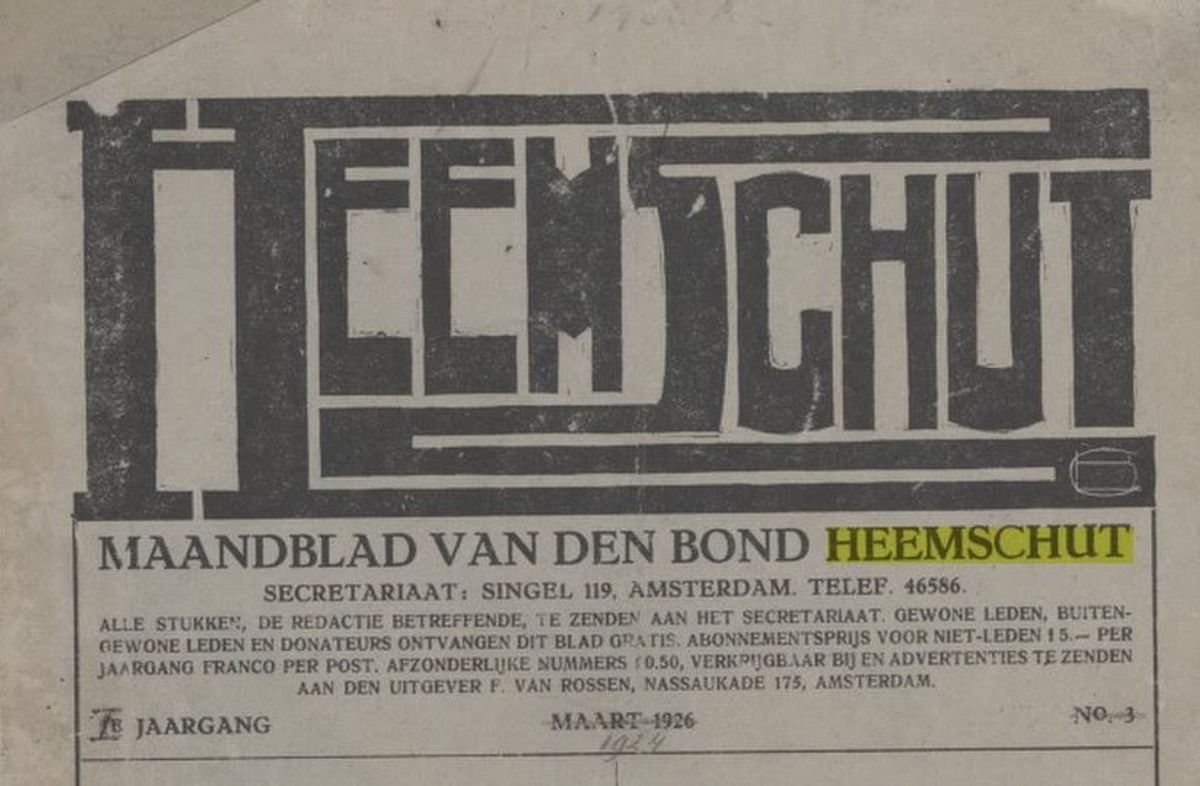 HEEMSCHUT
MAANDBLAD VAN DEN BOND HEEMSCHUT
SECRETARIAAT: SINGEL 119, AMSTERDAM. TELEF. 46586.
ALLE STUKKEN, DE REDACTIE BETREFFENDE, TE ZENDEN AAN HET SECRETARIAAT. GEWONE LEDEN, BUITEN-
GEWONE LEDEN EN DONATEURS ONTVANGEN DIT BLAD GRATIS. ABONNEMENTSPRIJS VOOR NIET-LEDEN f 5.— PER
JAARGANG FRANCO PER POST. AFZONDERLIJKE NUMMERS f 0.50, VERKRIJGBAAR BIJ EN ADVERTENTIES TE ZENDEN
AAN DEN UITGEVER F. VAN ROSSEN, NASSAUKADE 175, AMSTERDAM.
JAARGANG MAART 1926 NO. 3
1924